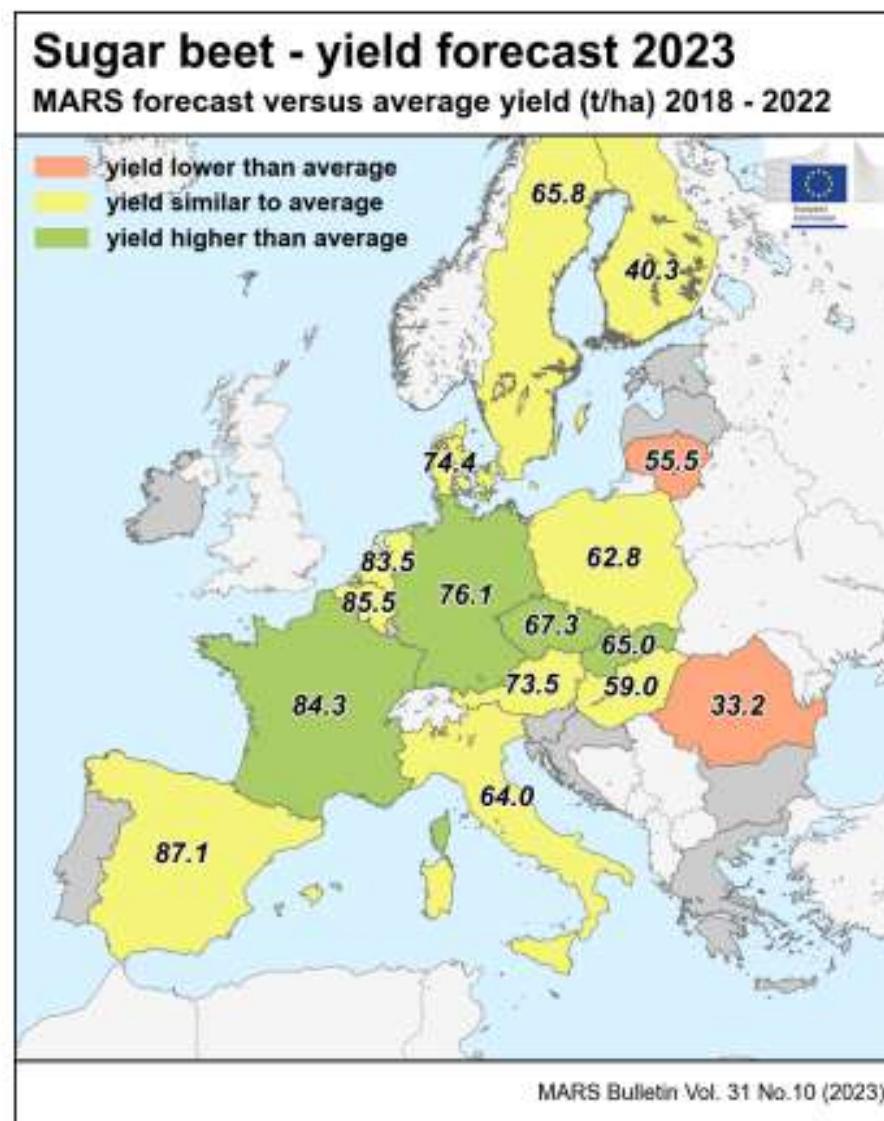 Sugar beet - yield forecast 2023
MARS forecast versus average yield (t/ha) 2018 - 2022
yield lower than average
yield similar to average
yield higher than average
65.8
40.3
55.5
74.4
83.5
62.8
85.5
76.1
67.3
65.0
73.5
59.0
84.3
33.2
64.0
87.1
MARS Bulletin Vol. 31 No.10 (2023)